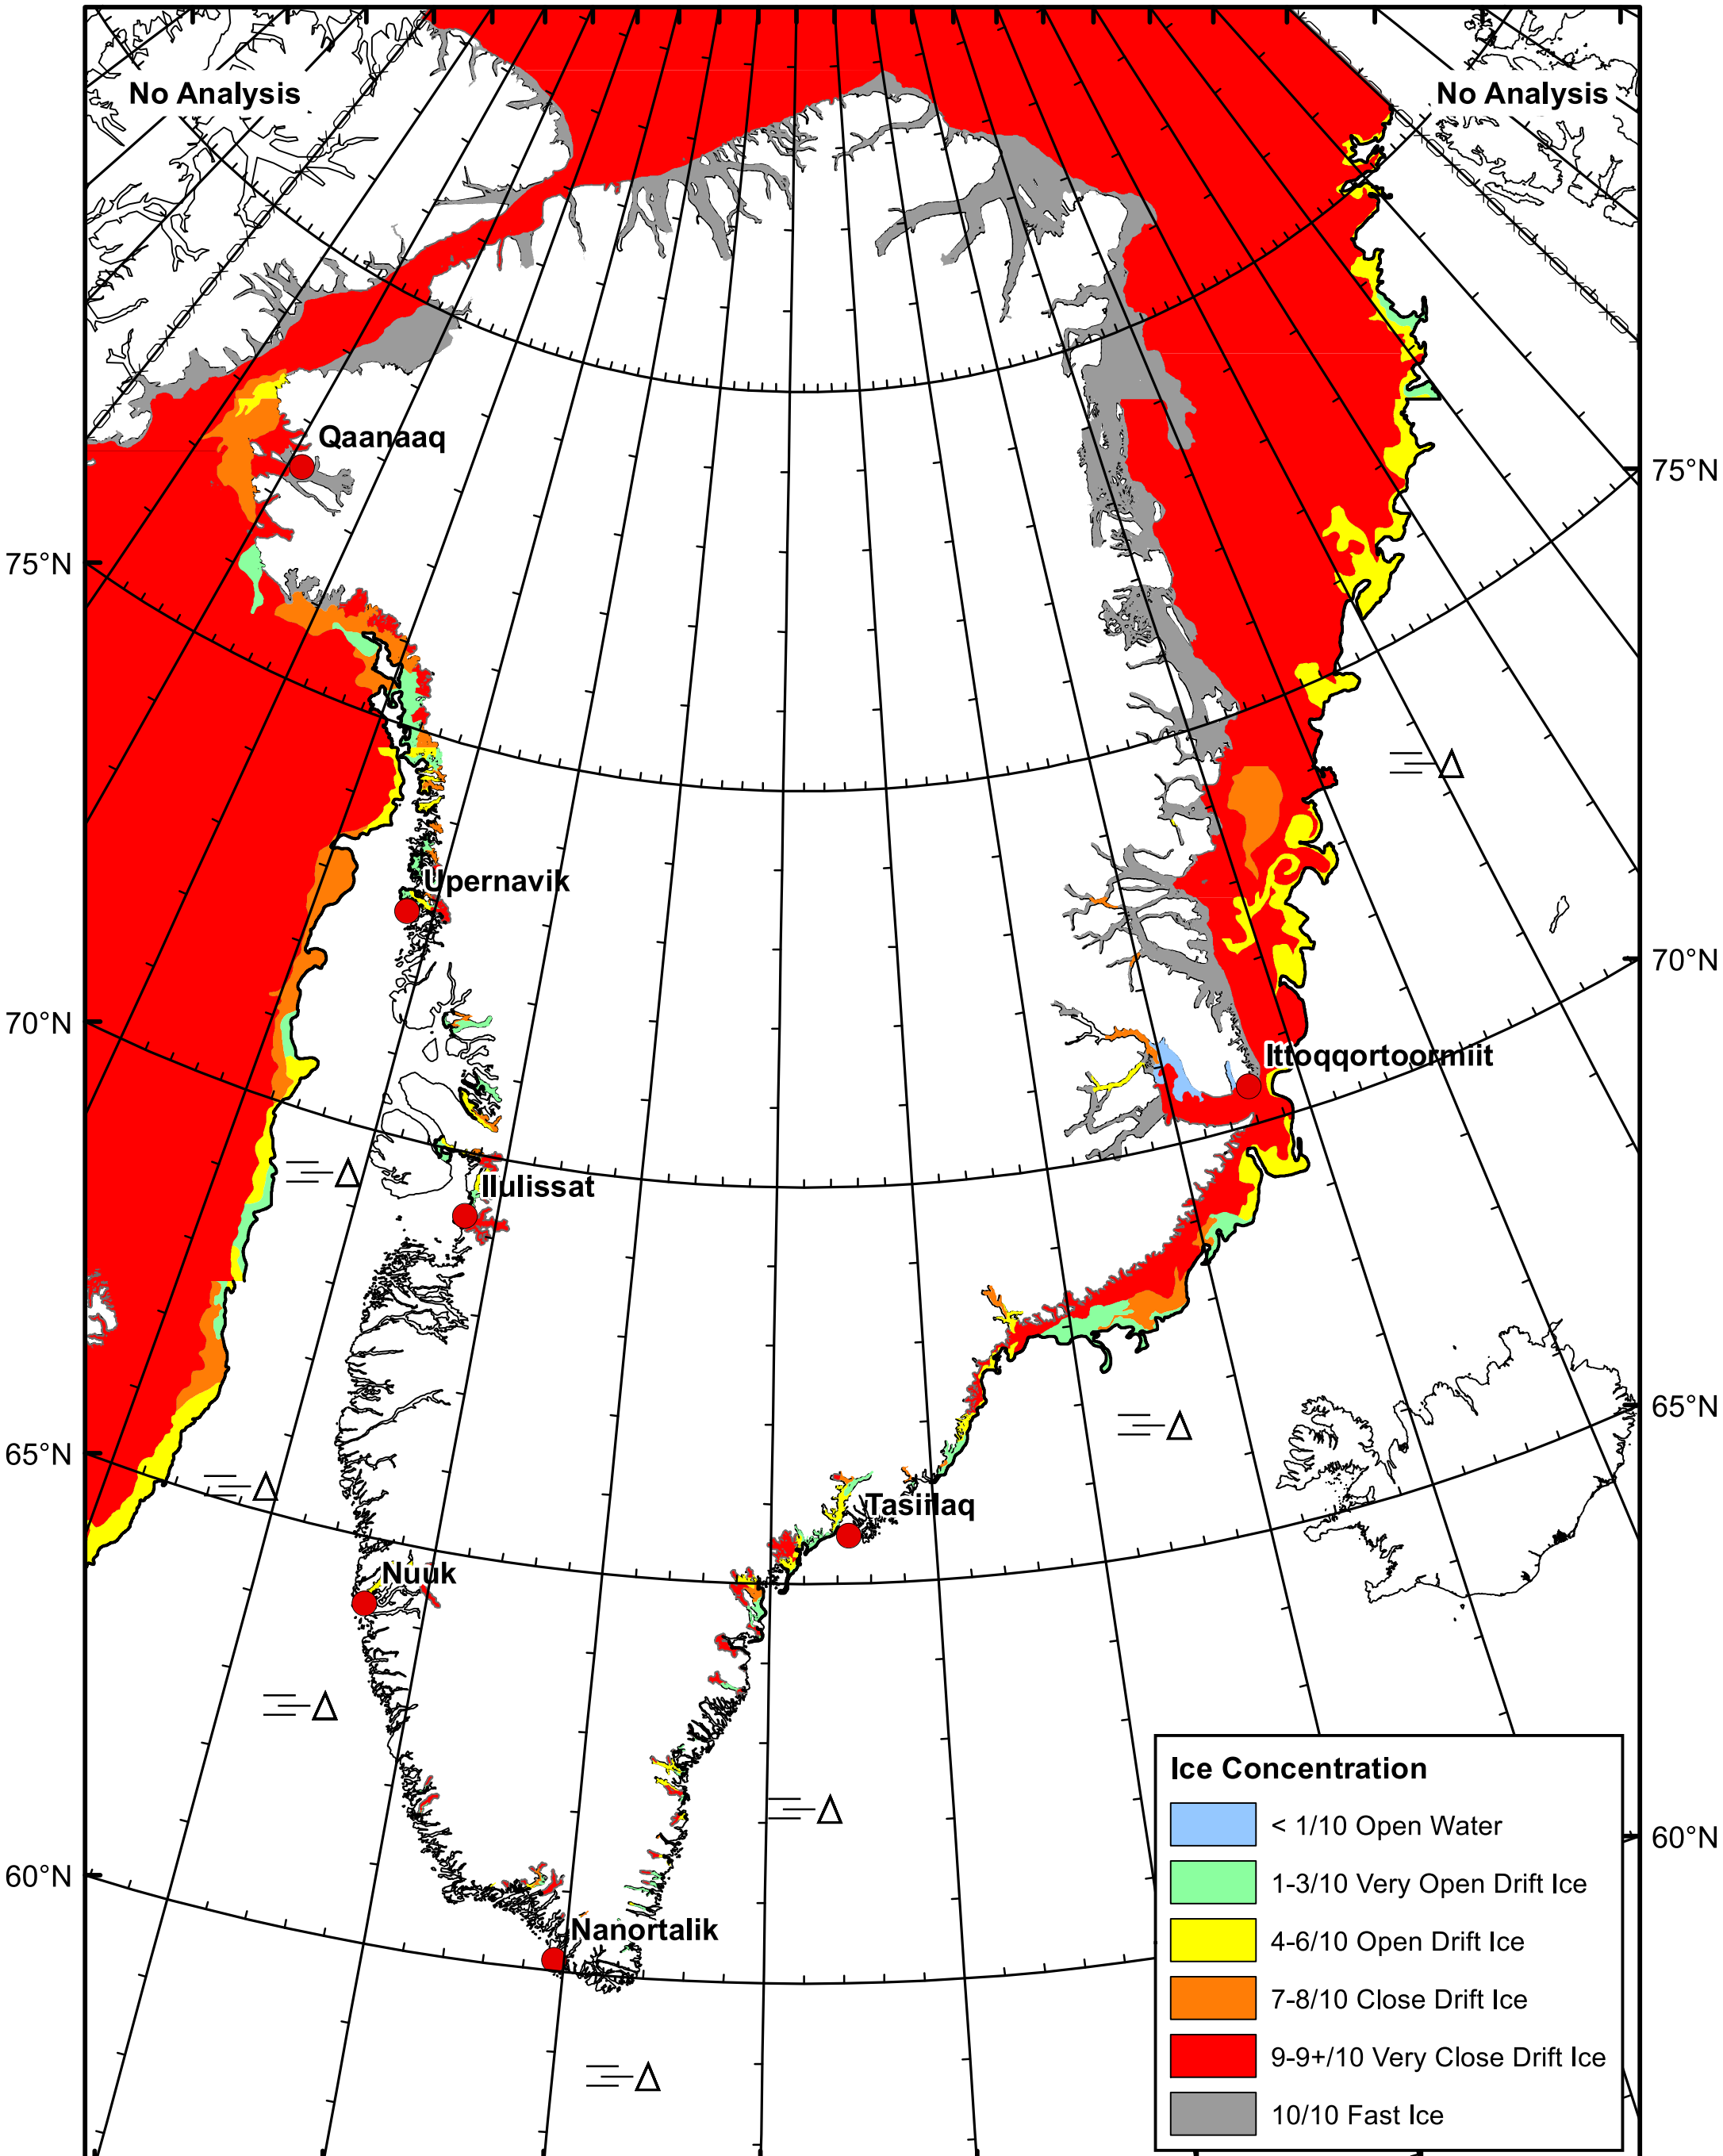 No Analysis
No Analysis
Qaanaaq
75°N
75°N
Upernavik
70°N
70°N
Ittoqqortoormiit
Ilulissat
65°N
65°N
Tasiilaq
Nuuk
Ice Concentration
< 1/10 Open Water
1-3/10 Very Open Drift Ice
4-6/10 Open Drift Ice
7-8/10 Close Drift Ice
9-9+/10 Very Close Drift Ice
10/10 Fast Ice
60°N
60°N
Nanortalik